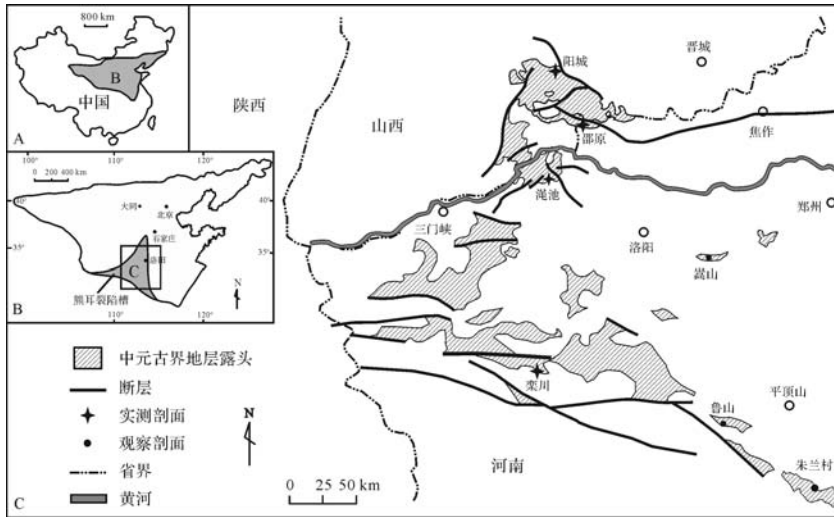 800 km
B
中国
A
100°
110°
120°
0 200 400 km
40°
40°
大同
北京
石家庄
35°
35°
洛阳
C
熊耳裂陷槽
N
B
110°
120°
中元古界地层露头
断层
实测剖面
观察剖面
省界
黄河
N
C
0 25 50 km
陕西
山西
河南
阳城
晋城
邵原
焦作
渑池
三门峡
洛阳
郑州
嵩山
栾川
平顶山
鲁山
朱兰村